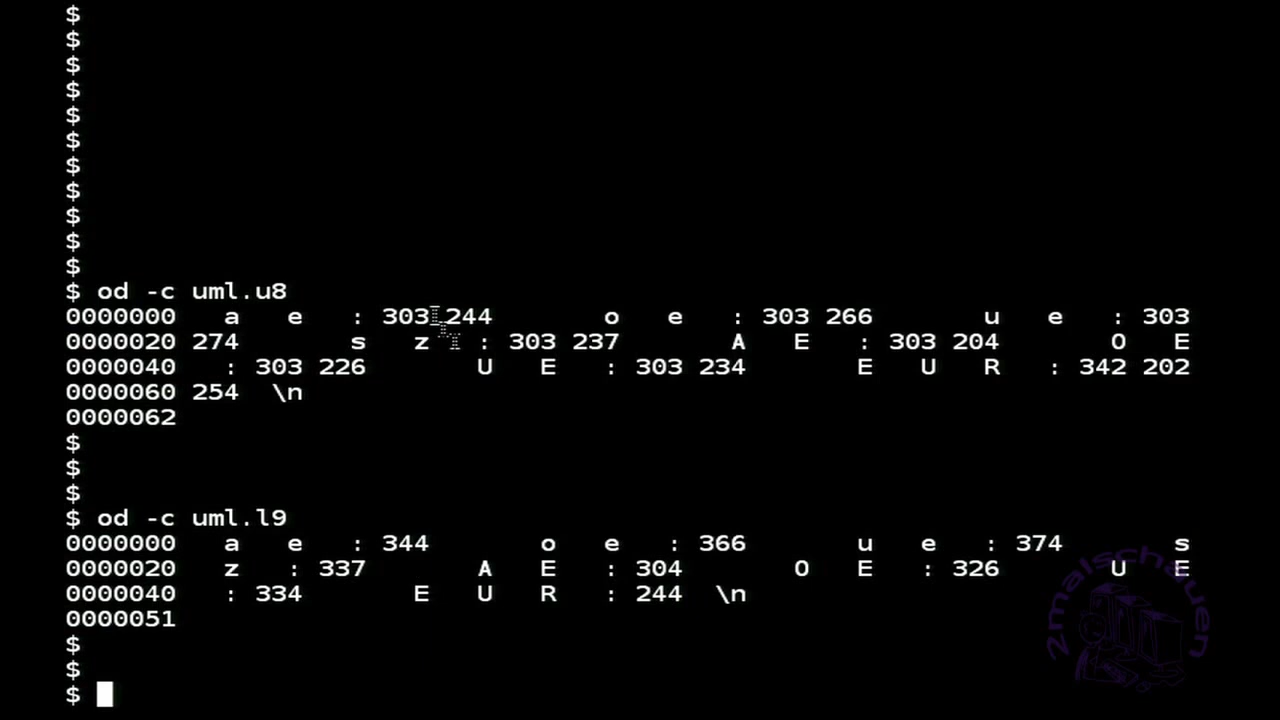 $
$
$
$
$
$
$
$
$
$
$
$ od -c uml.u8
0000000   a   e   : 303 244       o   e   : 303 266       u   e   : 303
0000020 274       s   z   : 303 237       A   E   : 303 204       O   E
0000040   : 303 226       U   E   : 303 234       E   U   R   : 342 202
0000060 254  \n
0000062
$
$
$
$ od -c uml.l9
0000000   a   e   : 344       o   e   : 366       u   e   : 374       s
0000020   z   : 337       A   E   : 304       O   E   : 326       U   E
0000040   : 334       E   U   R   : 244  \n
0000051
$
$
$
2malschauen